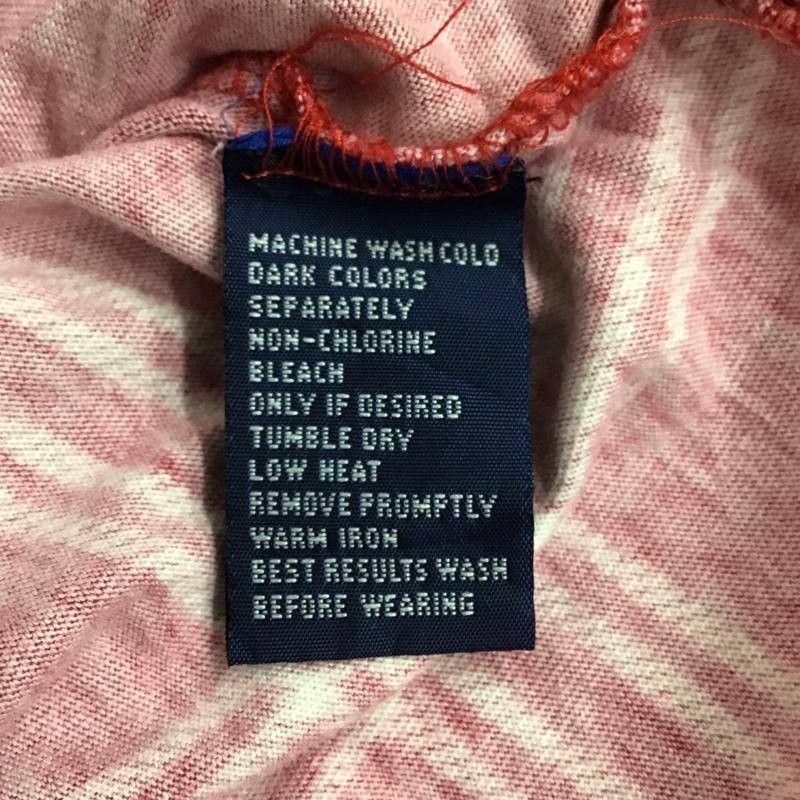 MACHINE WASH COLD
DARK COLORS
SEPARATELY
NON-CHLORINE
BLEACH
ONLY IF DESIRED
TUMBLE DRY
LOW HEAT
REMOVE PROMPTLY
WARM IRON
BEST RESULTS WASH
BEFORE WEARING